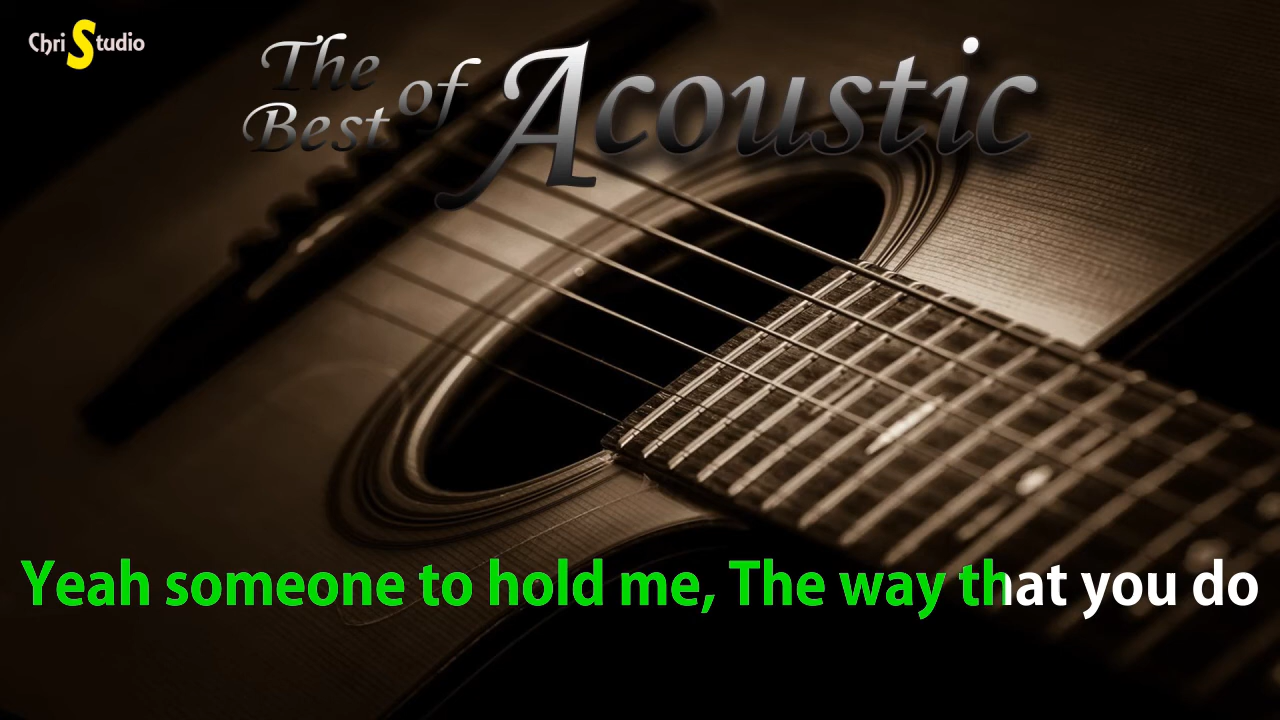 ChriStudio
The Best of Acoustic
Yeah someone to hold me, The way that you do